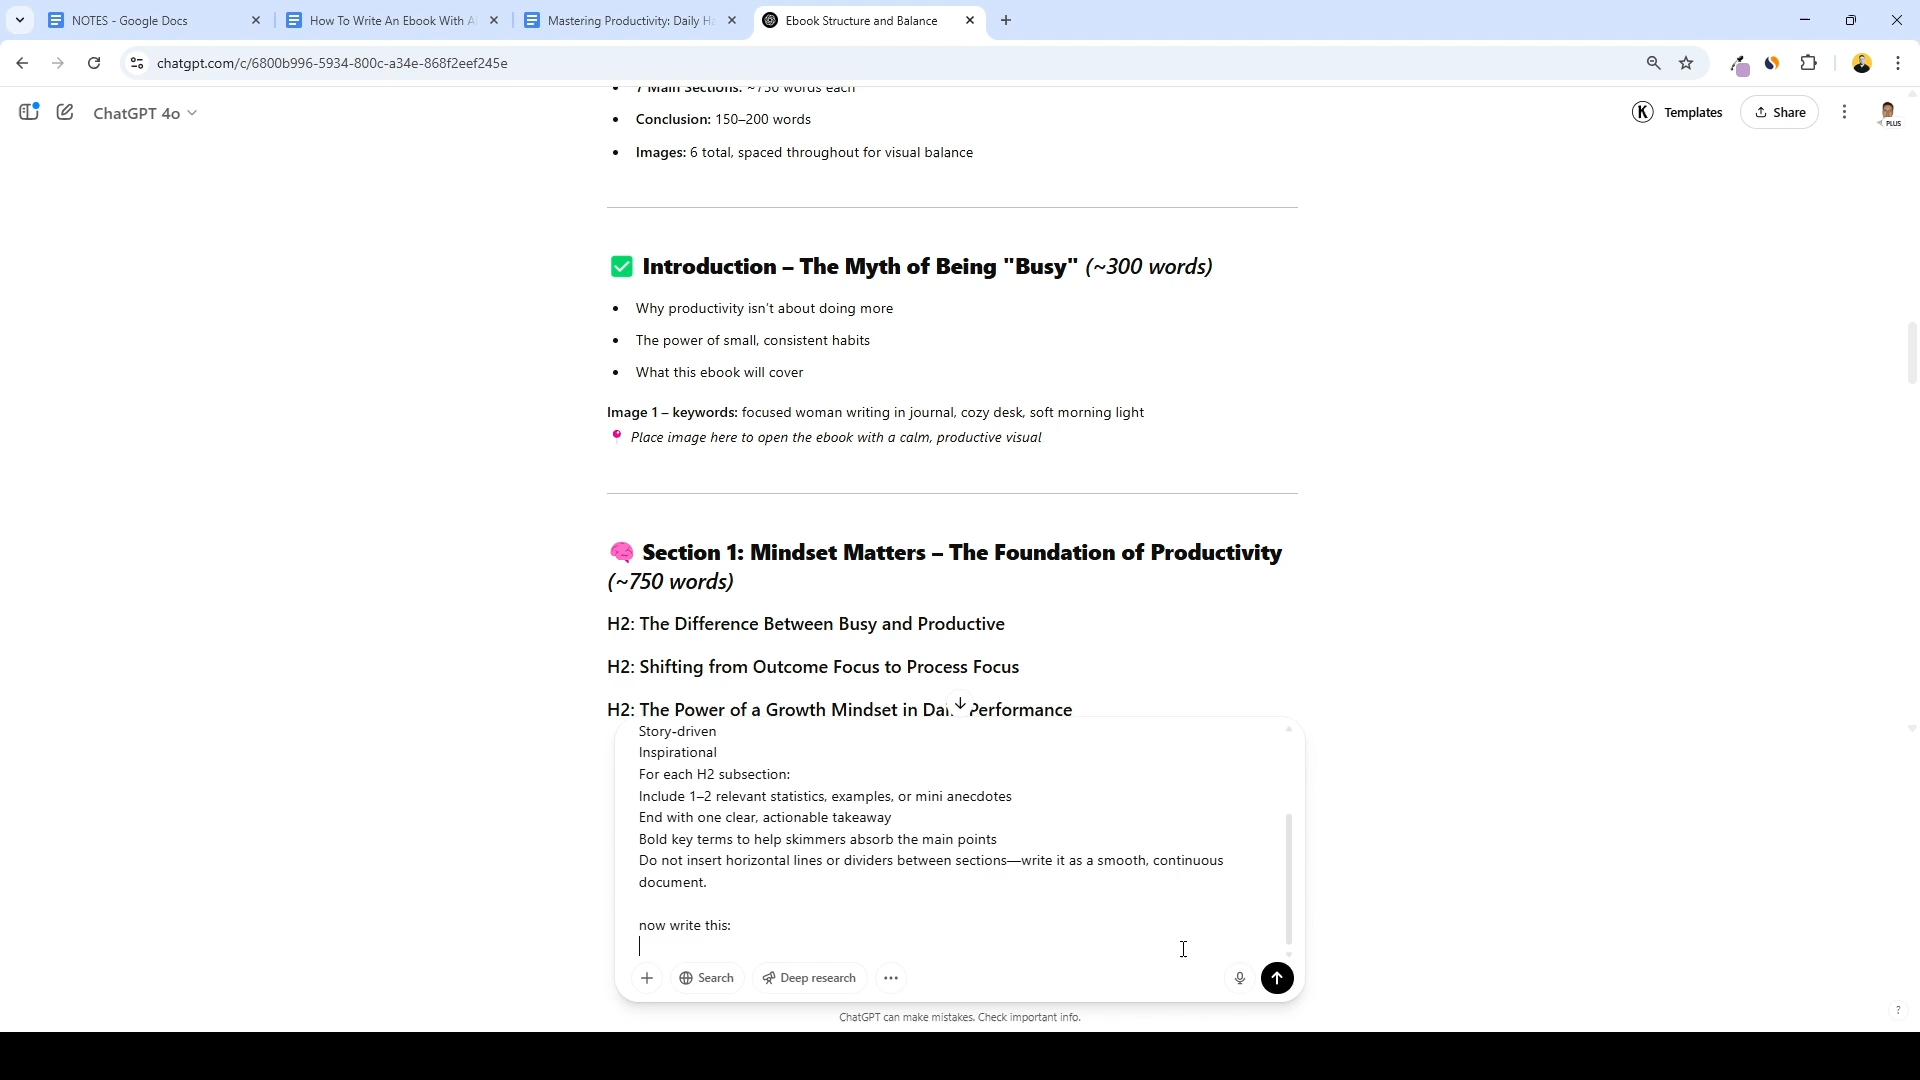 NOTES - Google Docs
How To Write An Ebook With A
Mastering Productivity: Daily Ha
Ebook Structure and Balance
chatgpt.com/c/6800b996-5934-800c-a34e-868f2eef245e
ChatGPT 4o
K Templates
Share
PLUS
7 Main Sections: ~750 words each
Conclusion: 150–200 words
Images: 6 total, spaced throughout for visual balance
Introduction – The Myth of Being "Busy" (~300 words)
Why productivity isn't about doing more
The power of small, consistent habits
What this ebook will cover
Image 1 – keywords: focused woman writing in journal, cozy desk, soft morning light
Place image here to open the ebook with a calm, productive visual
Section 1: Mindset Matters – The Foundation of Productivity
(~750 words)
H2: The Difference Between Busy and Productive
H2: Shifting from Outcome Focus to Process Focus
H2: The Power of a Growth Mindset in Daily Performance
Story-driven
Inspirational
For each H2 subsection:
Include 1–2 relevant statistics, examples, or mini anecdotes
End with one clear, actionable takeaway
Bold key terms to help skimmers absorb the main points
Do not insert horizontal lines or dividers between sections—write it as a smooth, continuous
document.
now write this:
Search
Deep research
ChatGPT can make mistakes. Check important info.
?